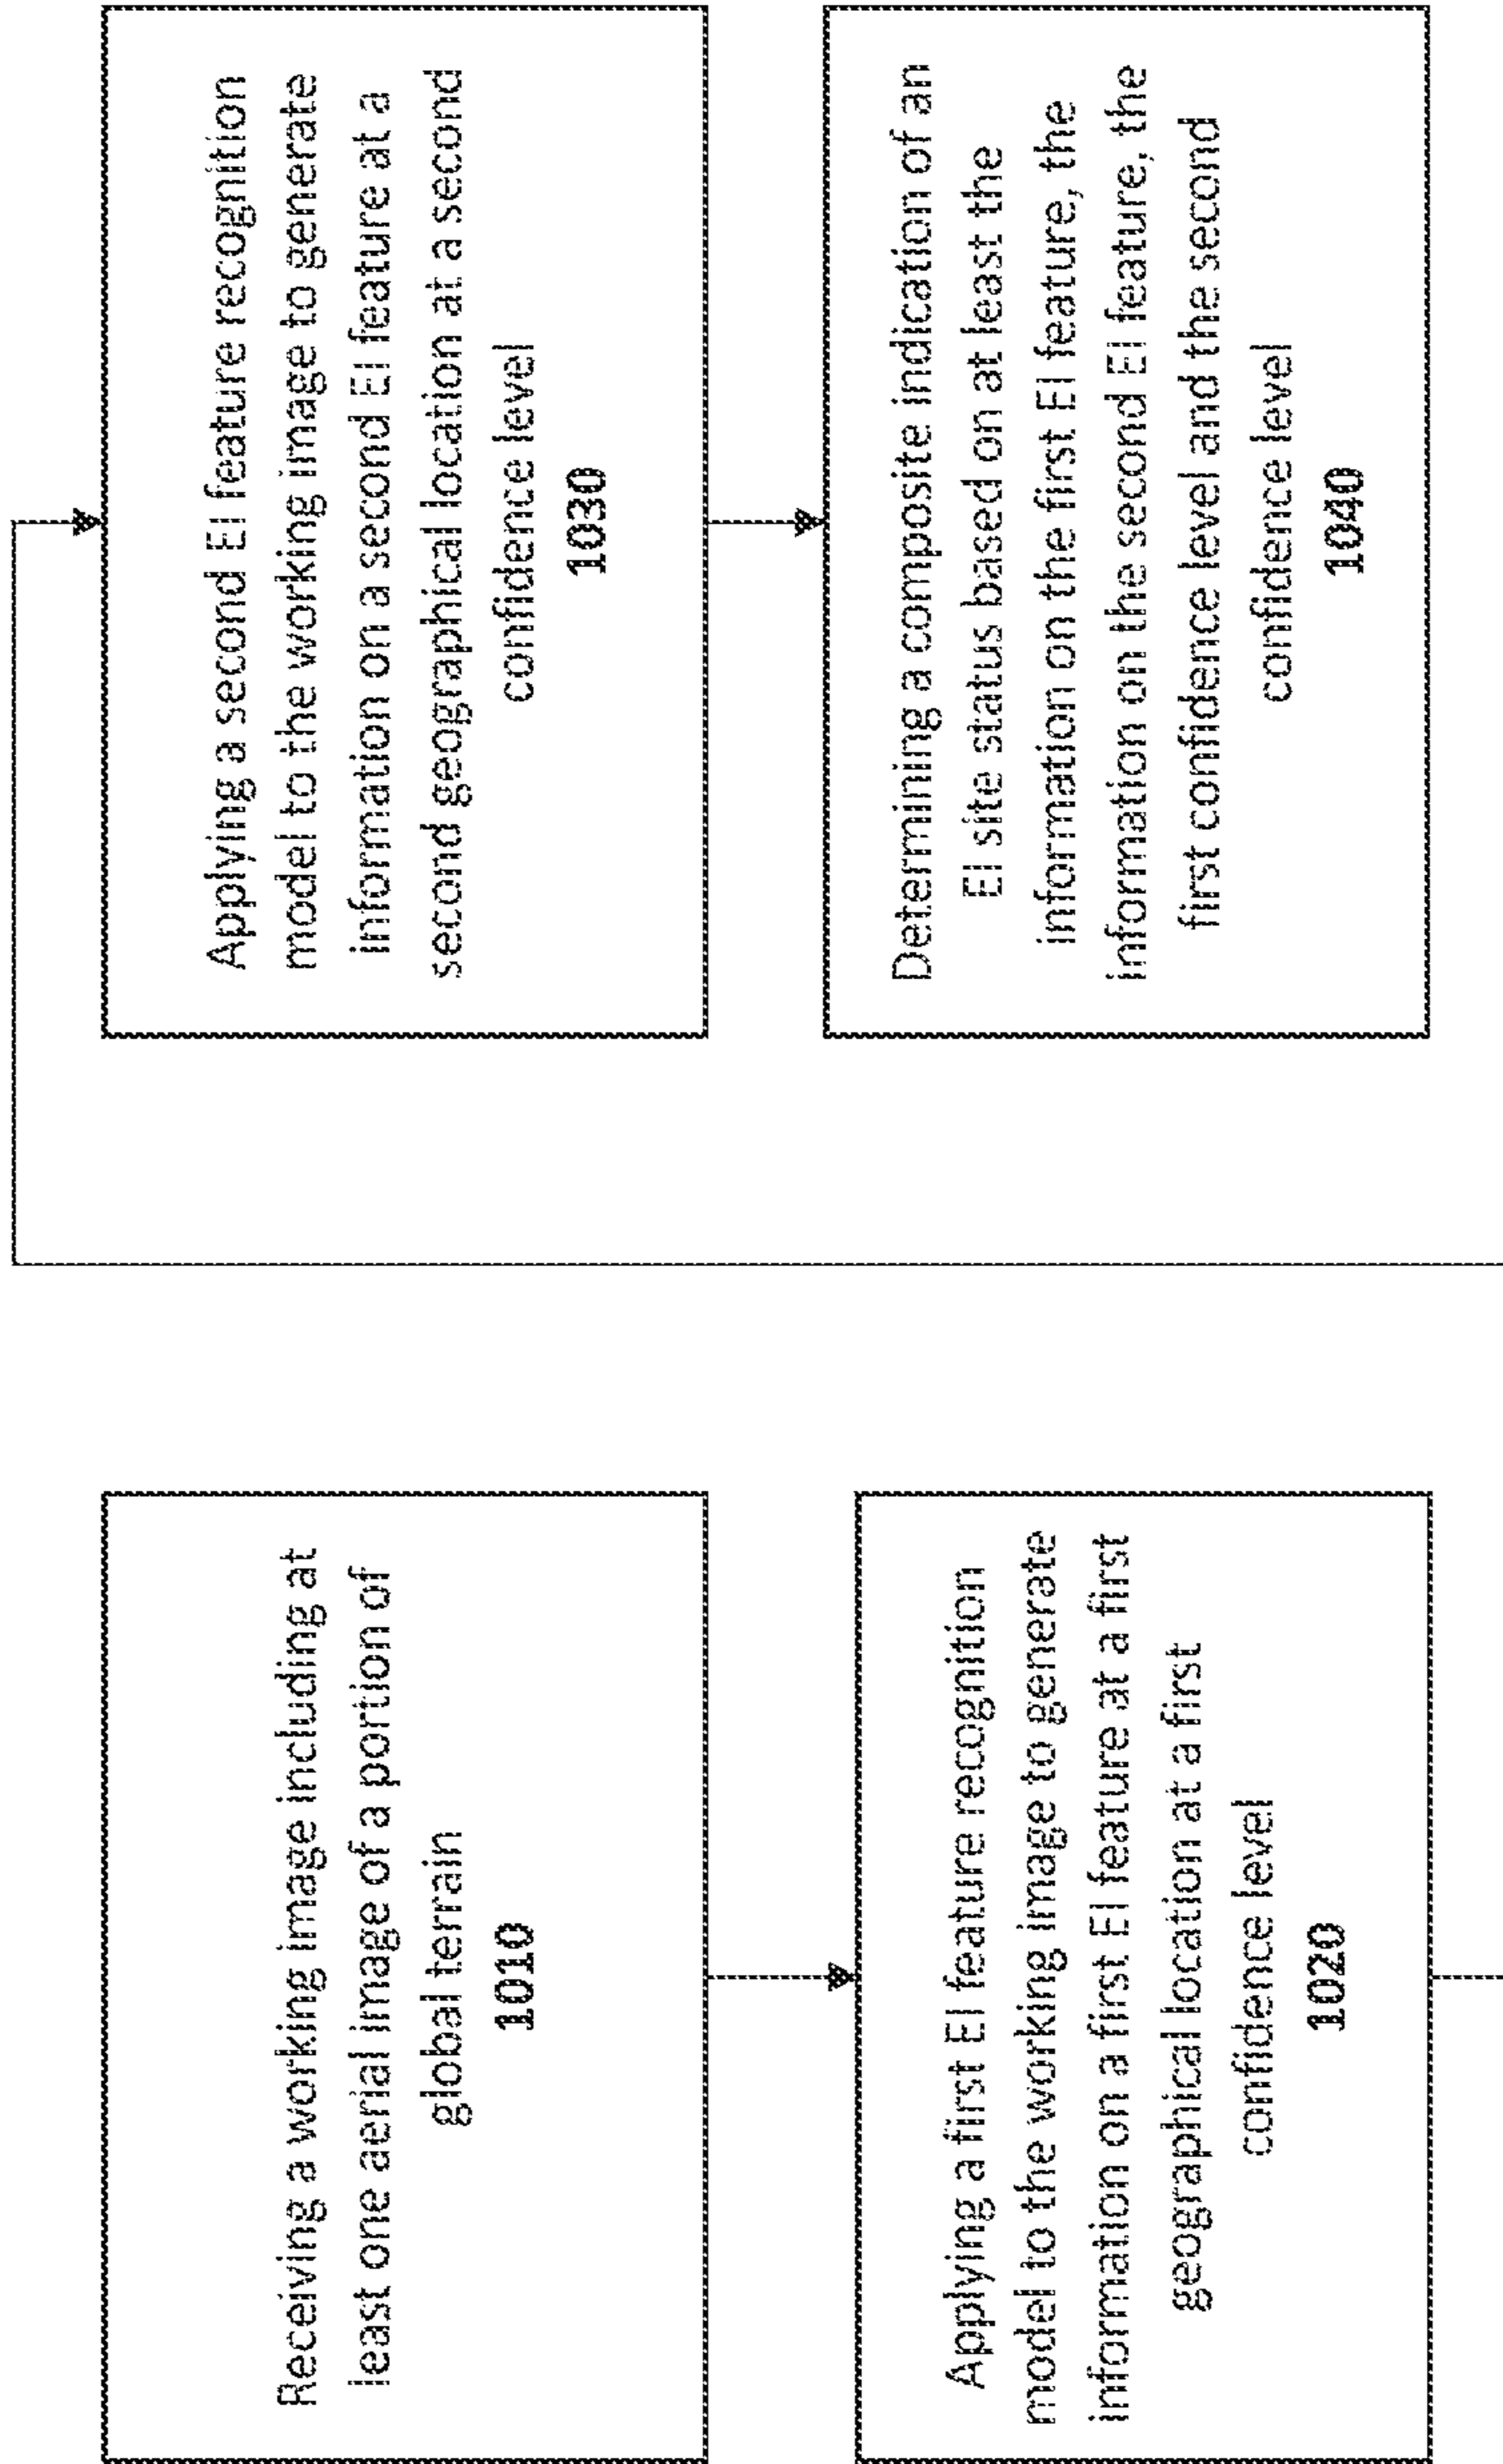 Receiving a working image including at
least one aerial image of a portion of
global terrain
1010
Applying a first EI feature recognition
model to the working image to generate
information on a first EI feature at a first
geographical location at a first
confidence level
1020
Applying a second EI feature recognition
model to the working image to generate
information on a second EI feature at a
second geographical location at a second
confidence level
1030
Determining a composite indication of an
EI site status based on at least the
information on the first EI feature, the
information on the second EI feature, the
first confidence level and the second
confidence level
1040